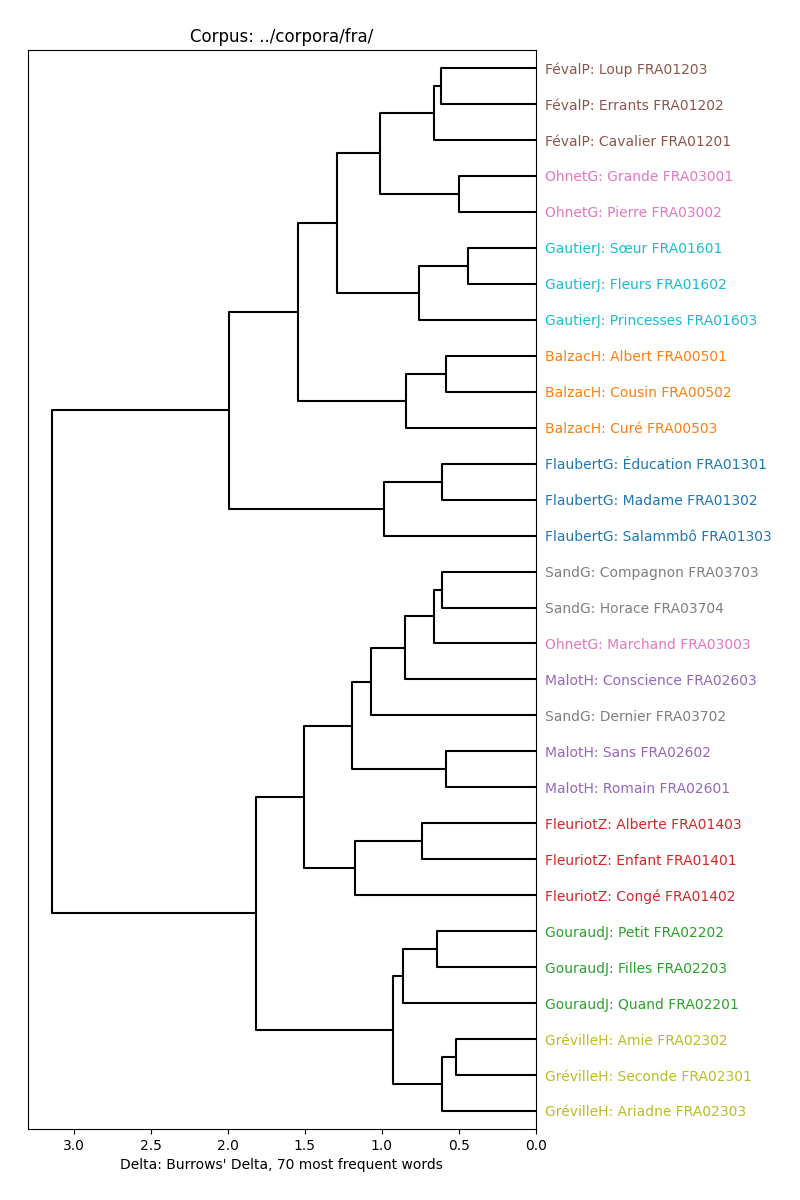 Corpus: ../corpora/fra/
FévalP: Loup FRA01203
FévalP: Errants FRA01202
FévalP: Cavalier FRA01201
OhnetG: Grande FRA03001
OhnetG: Pierre FRA03002
GautierJ: Sœur FRA01601
GautierJ: Fleurs FRA01602
GautierJ: Princesses FRA01603
BalzacH: Albert FRA00501
BalzacH: Cousin FRA00502
BalzacH: Curé FRA00503
FlaubertG: Éducation FRA01301
FlaubertG: Madame FRA01302
FlaubertG: Salammbô FRA01303
SandG: Compagnon FRA03703
SandG: Horace FRA03704
OhnetG: Marchand FRA03003
MalotH: Conscience FRA02603
SandG: Dernier FRA03702
MalotH: Sans FRA02602
MalotH: Romain FRA02601
FleuriotZ: Alberte FRA01403
FleuriotZ: Enfant FRA01401
FleuriotZ: Congé FRA01402
GouraudJ: Petit FRA02202
GouraudJ: Filles FRA02203
GouraudJ: Quand FRA02201
GrévilleH: Amie FRA02302
GrévilleH: Seconde FRA02301
GrévilleH: Ariadne FRA02303
3.0 2.5 2.0 1.5 1.0 0.5 0.0
Delta: Burrows' Delta, 70 most frequent words